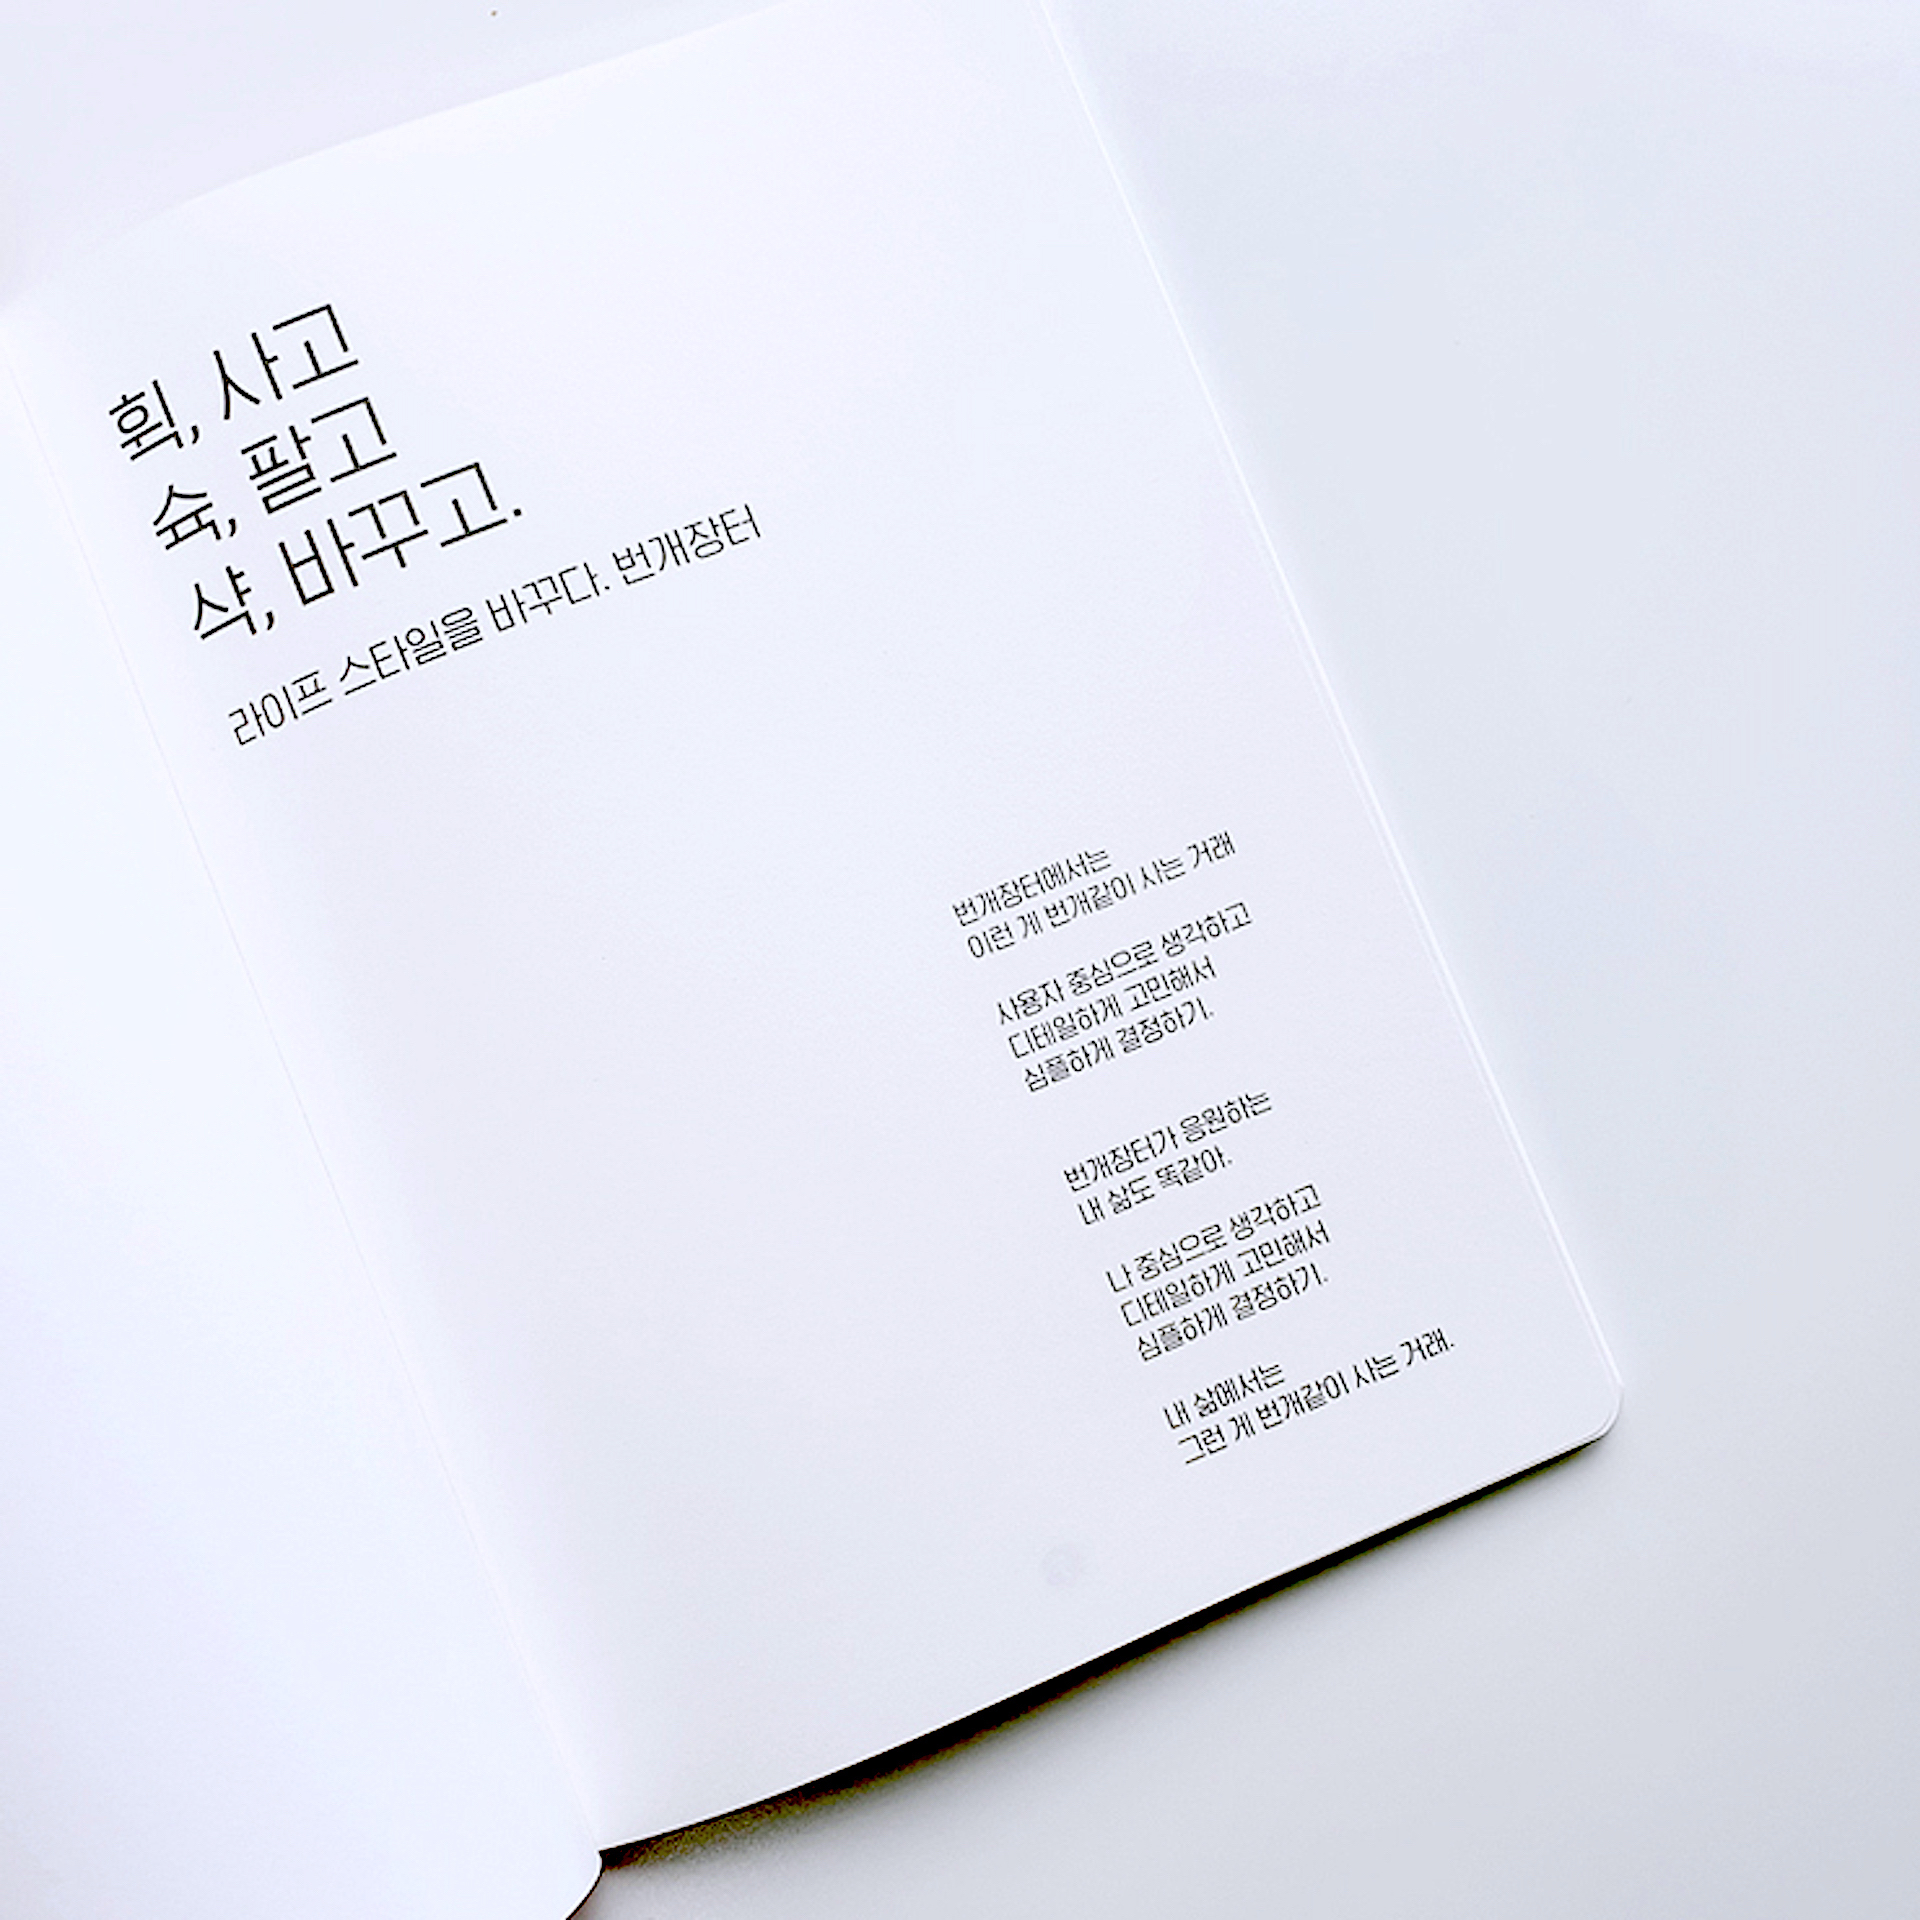 휙, 사고
슉, 팔고
샥, 바꾸고.
라이프 스타일을 바꾸다. 번개장터
번개장터에서는
이런 게 번개같이 사는 거래
사용자 중심으로 생각하고
디테일하게 고민해서
심플하게 결정하기.
번개장터가 응원하는
내 삶도 똑같아.
나 중심으로 생각하고
디테일하게 고민해서
심플하게 결정하기.
내 삶에서는
그런 게 번개같이 사는 거래.